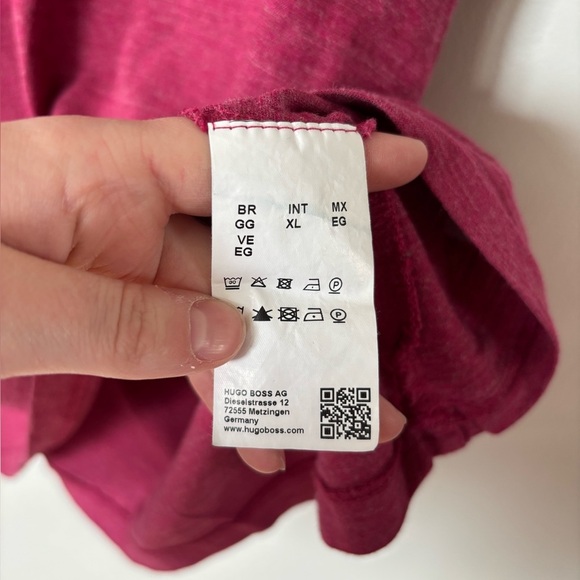 BR INT MX
GG XL EG
VE
EG
30 P
P
HUGO BOSS AG
Dieselstrasse 12
72555 Metzingen
Germany
www.hugoboss.com